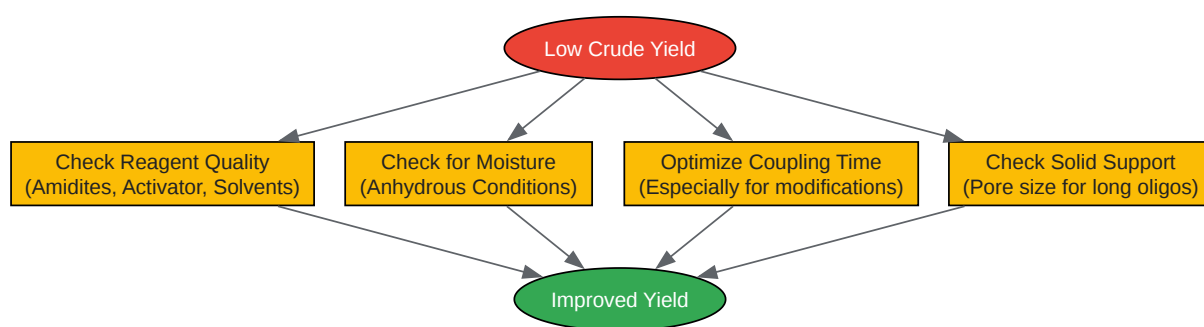 Low Crude Yield
Check Reagent Quality
(Amidites, Activator, Solvents)
Check for Moisture
(Anhydrous Conditions)
Optimize Coupling Time
(Especially for modifications)
Check Solid Support
(Pore size for long oligos)
Improved Yield